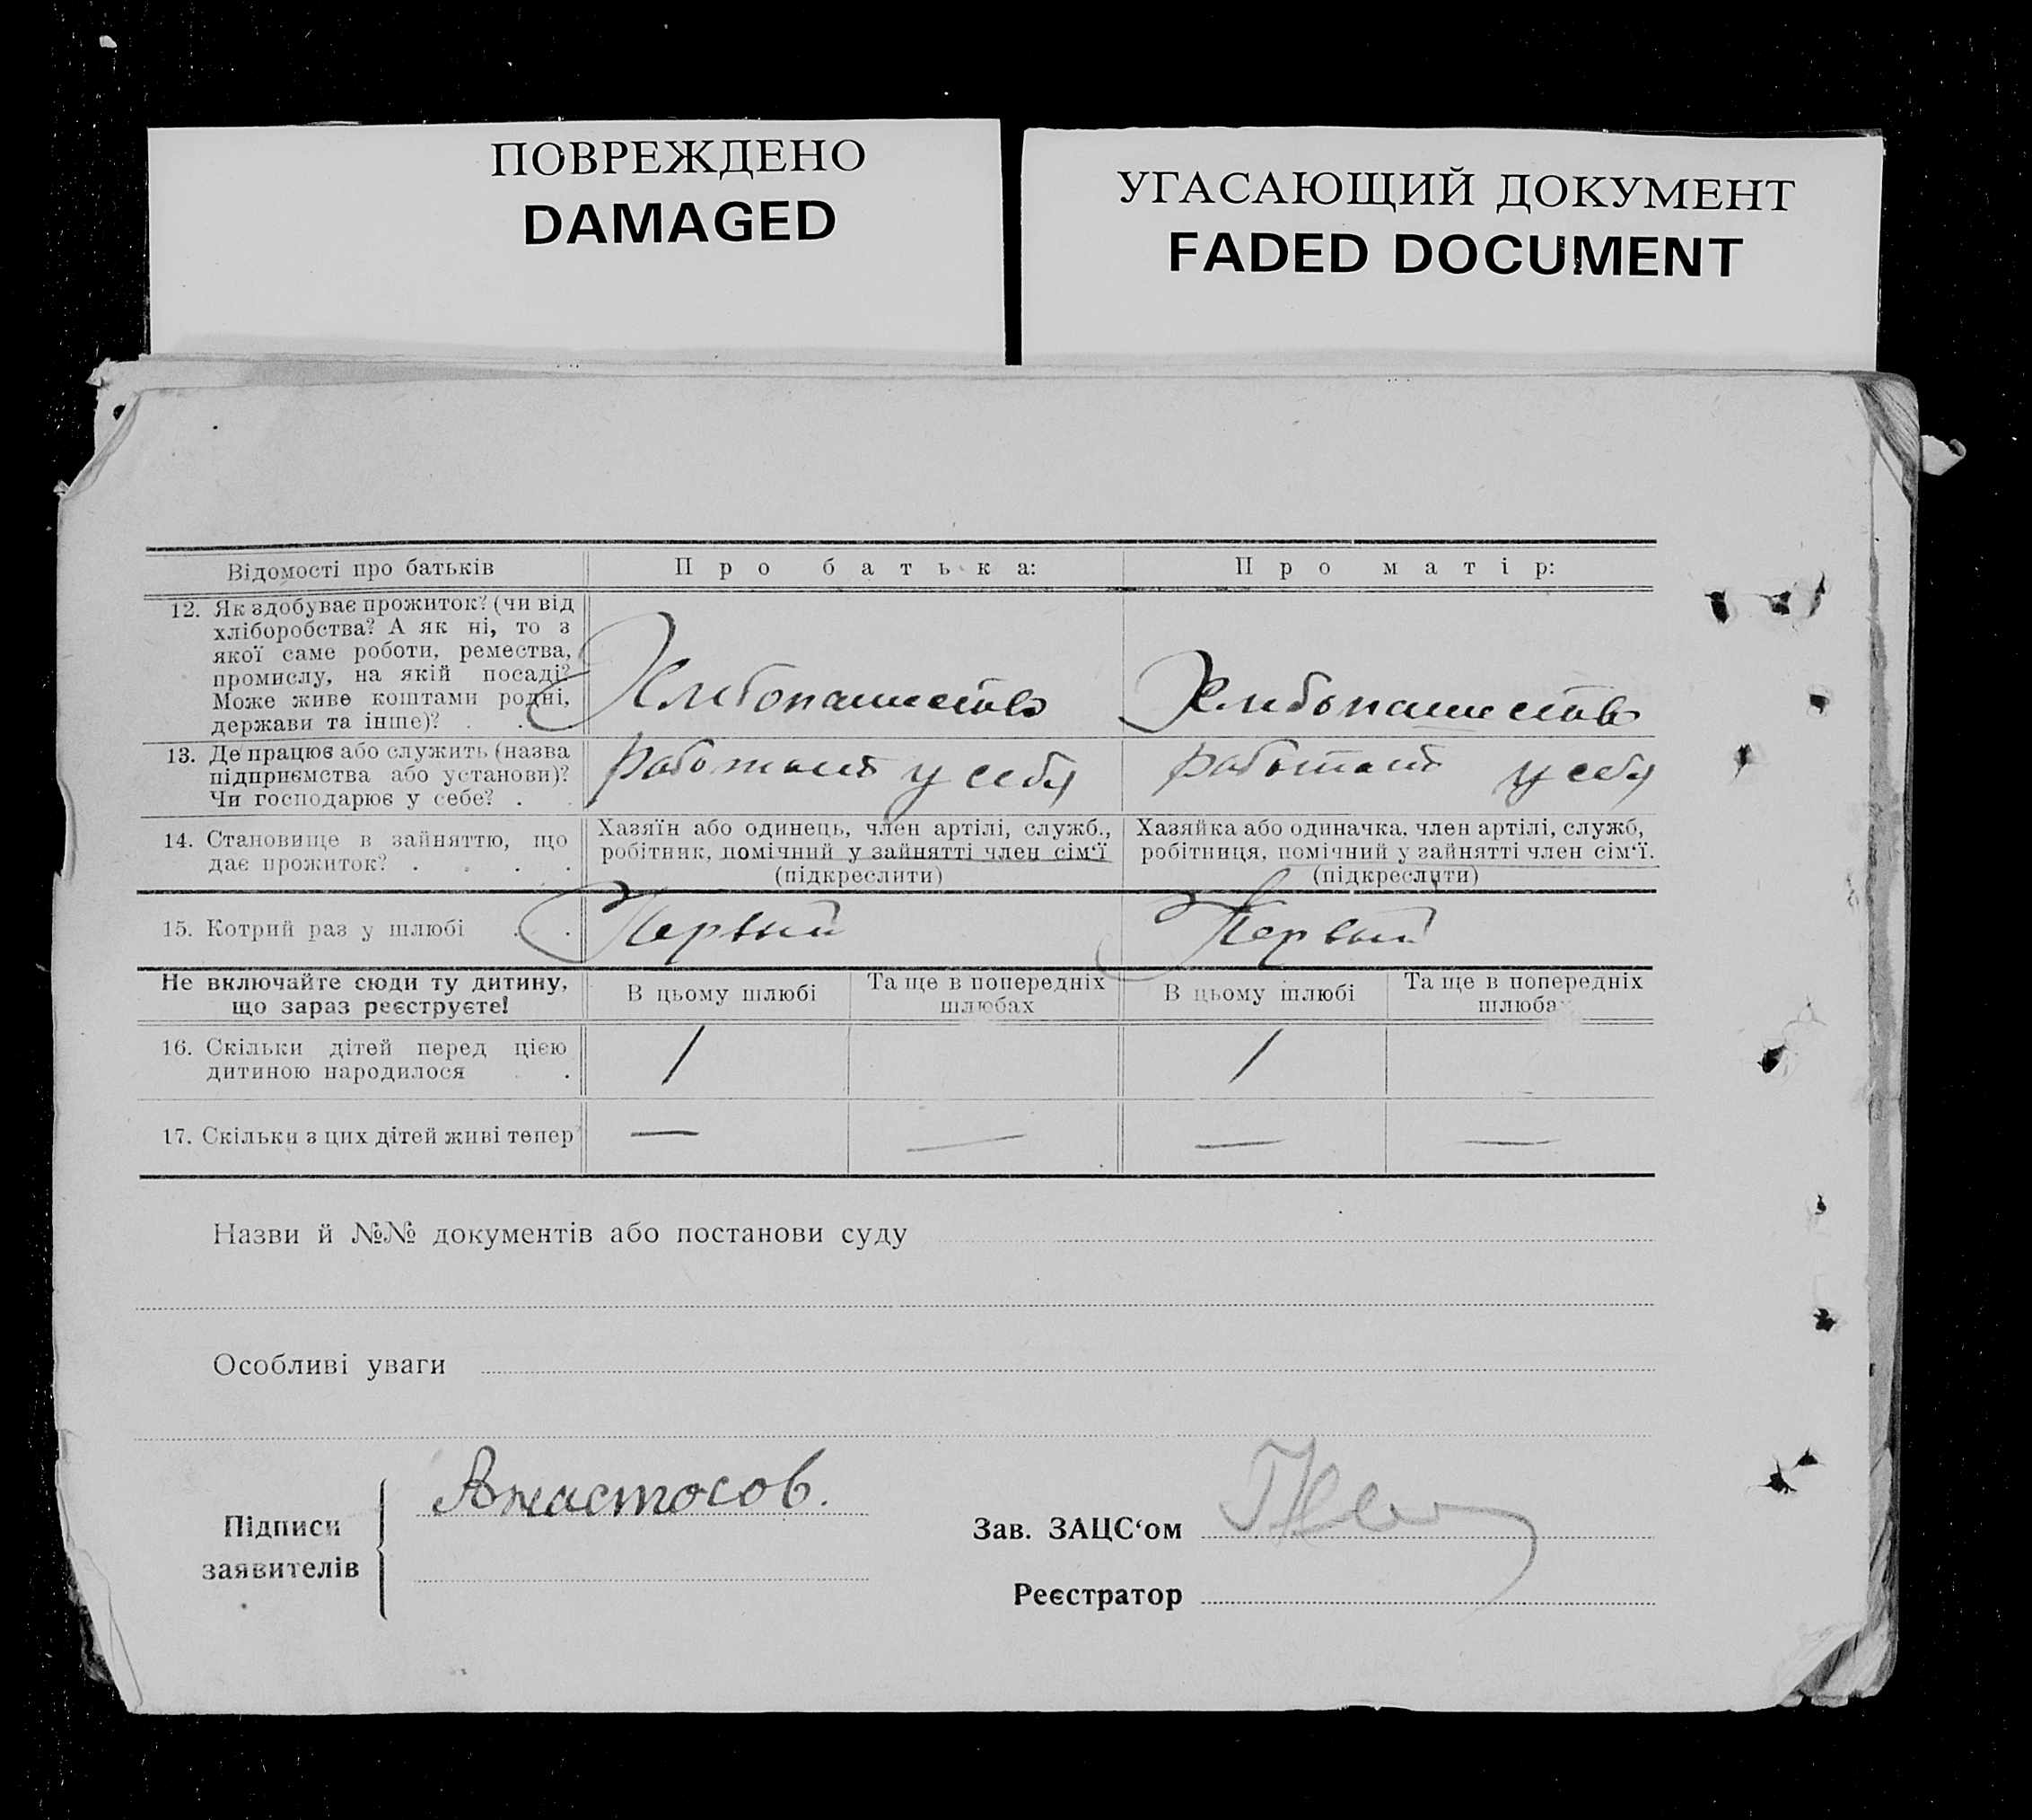 ПОВРЕЖДЕНО
DAMAGED
УГАСАЮЩИЙ ДОКУМЕНТ
FADED DOCUMENT
Відомості про батьків
Про батька:
Про матір:
12. Як здобуває прожиток? (чи від
хліборобства? А як ні, то з
якої саме роботи, ремества,
промислу, на якій посаді?
Може живе коштами родні,
держави та інше)? . .
Хлибопашество
Хлибопашество
13. Де працює або служить (назва
підприємства або установи)?
Чи господарює у себе? . .
работает у себя
работает у себя
14. Становище в зайняттю, що
дає прожиток? . . . .
Хазяїн або одинець, член артілі, служб.,
робітник, помічний у зайнятті член сім‘ї
(підкреслити)
Хазяйка або одиначка, член артілі, служб,
робітниця, помічний у зайнятті член сім‘ї.
(підкреслити)
15. Котрий раз у шлюбі . .
Первый
Первый
Не включайте сюди ту дитину,
що зараз реєструєте!
В цьому шлюбі
Та ще в попередніх
шлюбах
В цьому шлюбі
Та ще в попередніх
шлюбах
16. Скільки дітей перед цією
дитиною народилося . .
1
1
17. Скільки з цих дітей живі тепер?
—
—
—
—
Назви й №№ документів або постанови суду
Особливі уваги
Підписи
заявителів
Анастосов.
Зав. ЗАЦС‘ом
Реєстратор